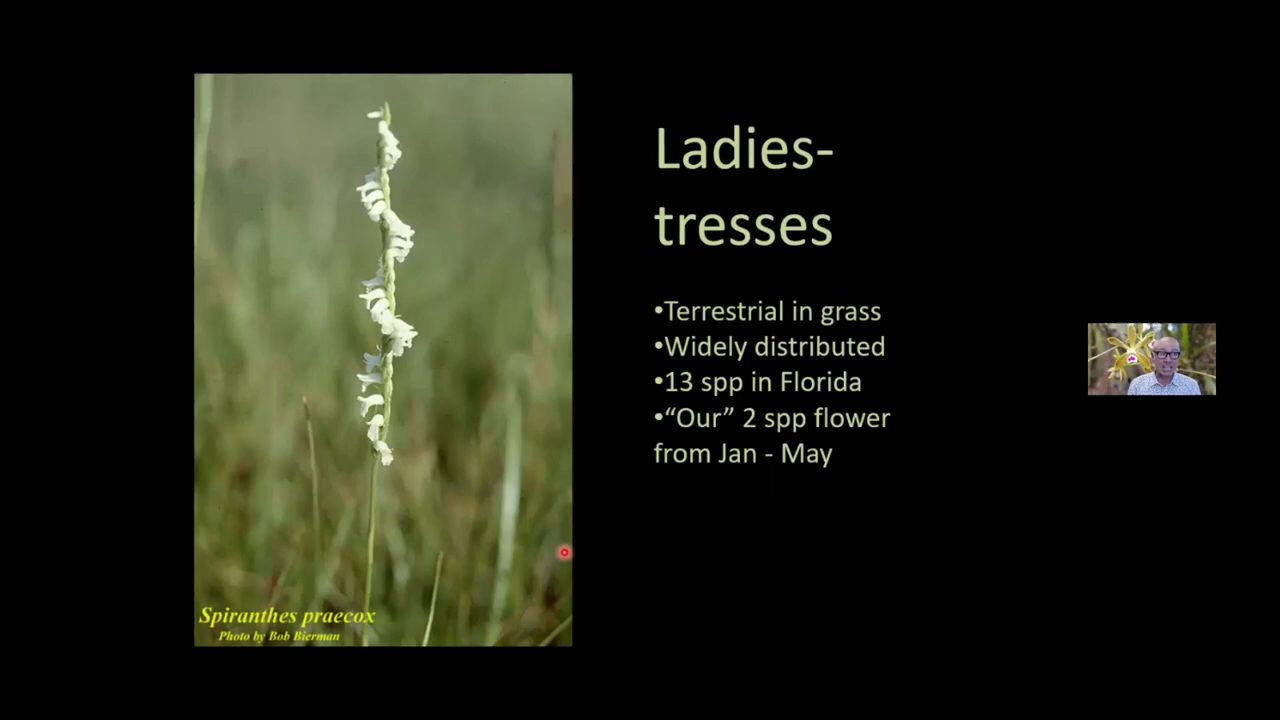 Ladies-
tresses
•Terrestrial in grass
•Widely distributed
•13 spp in Florida
•“Our” 2 spp flower
from Jan - May
Spiranthes praecox
Photo by Bob Bierman